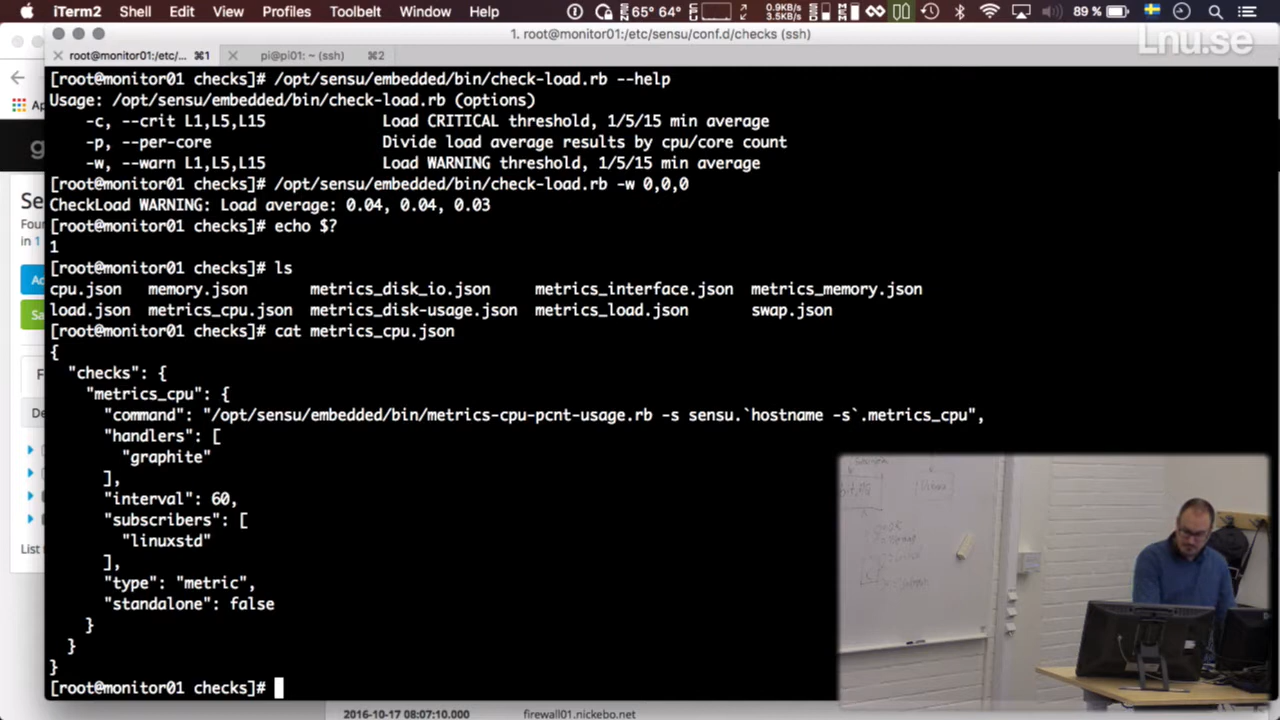 iTerm2 Shell Edit View Profiles Toolbelt Window Help 65° 64° 0.9KB/s 3.5KB/s 89 %
1. root@monitor01:/etc/sensu/conf.d/checks (ssh)
Lnu.se
root@monitor01:/etc/... ⌘1 pi@pi01: ~ (ssh) ⌘2
[root@monitor01 checks]# /opt/sensu/embedded/bin/check-load.rb --help
Usage: /opt/sensu/embedded/bin/check-load.rb (options)
-c, --crit L1,L5,L15 Load CRITICAL threshold, 1/5/15 min average
-p, --per-core Divide load average results by cpu/core count
-w, --warn L1,L5,L15 Load WARNING threshold, 1/5/15 min average
[root@monitor01 checks]# /opt/sensu/embedded/bin/check-load.rb -w 0,0,0
CheckLoad WARNING: Load average: 0.04, 0.04, 0.03
[root@monitor01 checks]# echo $?
1
[root@monitor01 checks]# ls
cpu.json memory.json metrics_disk_io.json metrics_interface.json metrics_memory.json
load.json metrics_cpu.json metrics_disk-usage.json metrics_load.json swap.json
[root@monitor01 checks]# cat metrics_cpu.json
{
"checks": {
"metrics_cpu": {
"command": "/opt/sensu/embedded/bin/metrics-cpu-pcnt-usage.rb -s sensu.`hostname -s`.metrics_cpu",
"handlers": [
"graphite"
],
"interval": 60,
"subscribers": [
"linuxstd"
],
"type": "metric",
"standalone": false
}
}
}
[root@monitor01 checks]#
2016-10-17 08:07:10.000 firewall01.nickebo.net